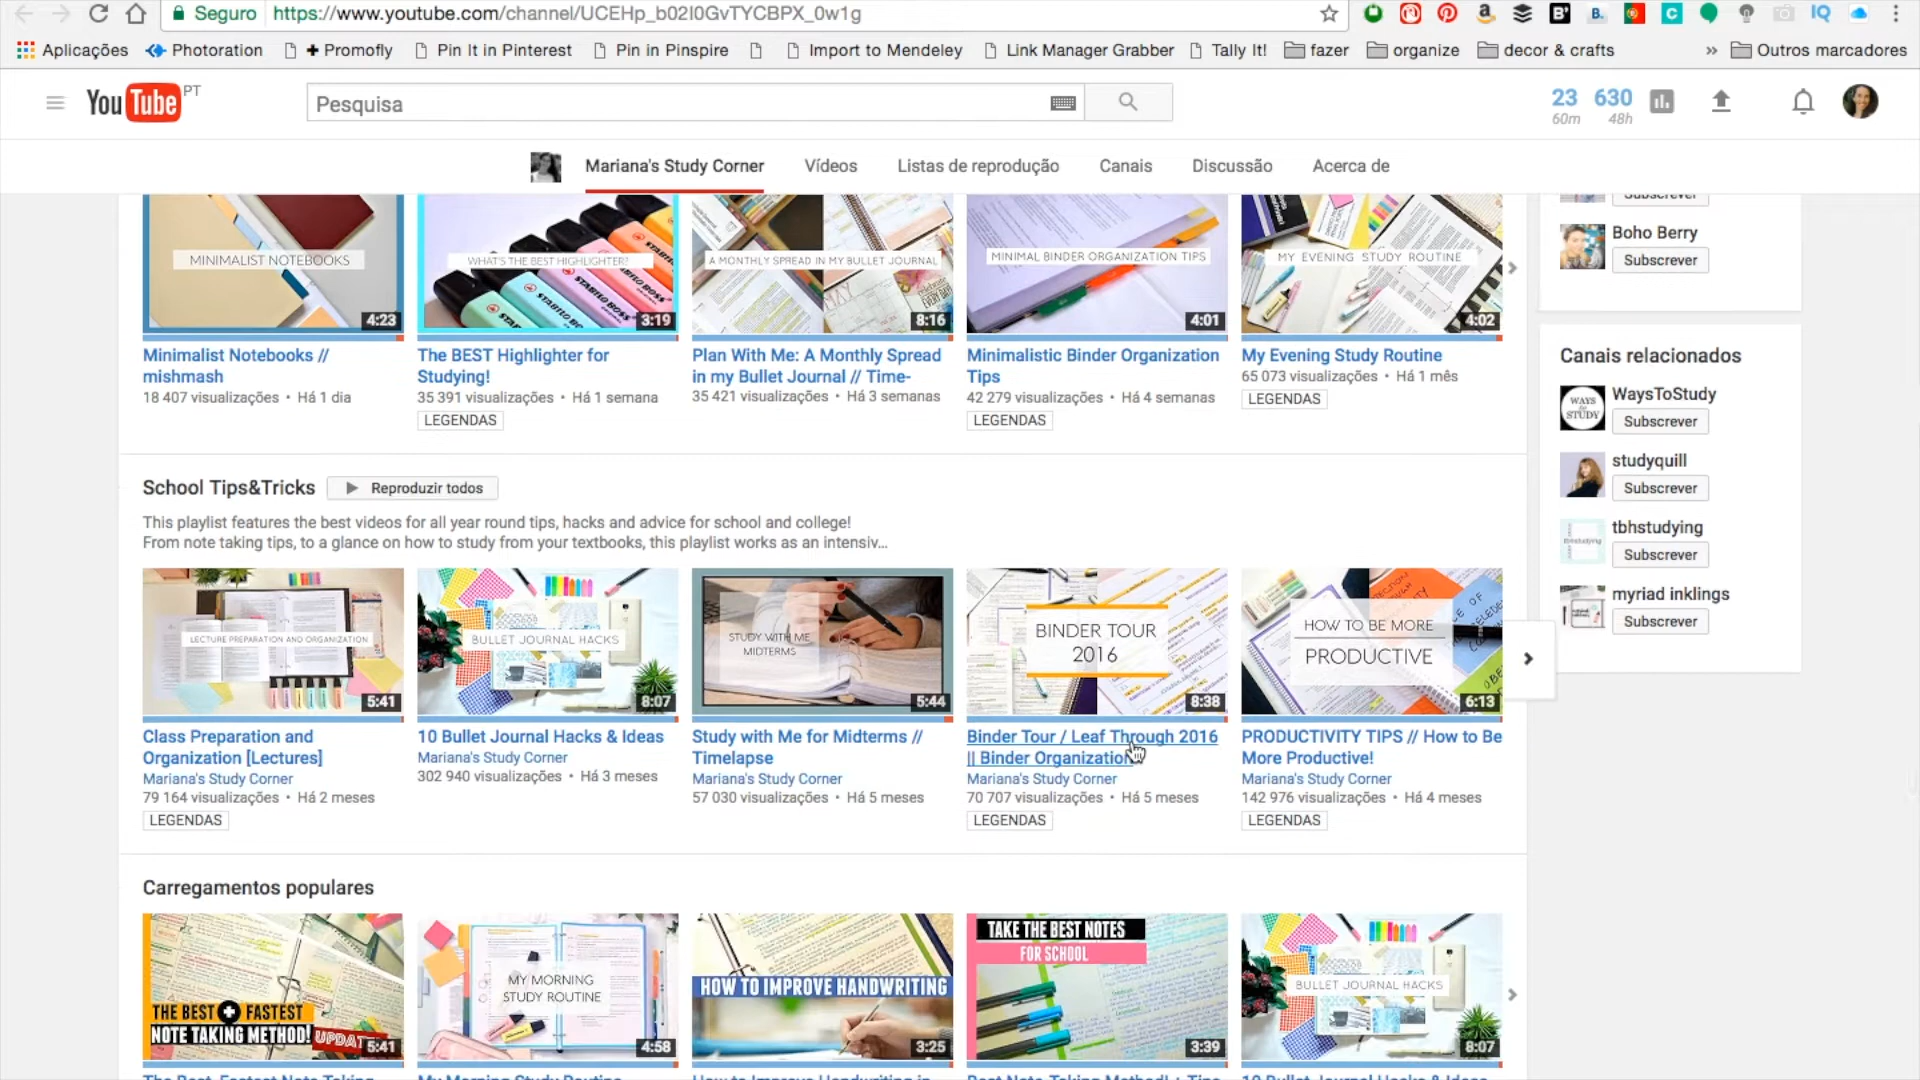 Seguro https://www.youtube.com/channel/UCEHp_b02I0GvTYCBPX_0w1g
Aplicações Photoration + Promofly Pin It in Pinterest Pin in Pinspire Import to Mendeley Link Manager Grabber Tally It! fazer organize decor & crafts » Outros marcadores
YouTube PT
Pesquisa
23 630
60m 48h
Mariana's Study Corner Vídeos Listas de reprodução Canais Discussão Acerca de
MINIMALIST NOTEBOOKS
4:23
WHAT'S THE BEST HIGHLIGHTER?
STABILO BOSS
3:19
A MONTHLY SPREAD IN MY BULLET JOURNAL
8:16
MINIMAL BINDER ORGANIZATION TIPS
4:01
MY EVENING STUDY ROUTINE
4:02
Minimalist Notebooks //
mishmash
18 407 visualizações • Há 1 dia
The BEST Highlighter for
Studying!
35 391 visualizações • Há 1 semana
LEGENDAS
Plan With Me: A Monthly Spread
in my Bullet Journal // Time-
35 421 visualizações • Há 3 semanas
Minimalistic Binder Organization
Tips
42 279 visualizações • Há 4 semanas
LEGENDAS
My Evening Study Routine
65 073 visualizações • Há 1 mês
LEGENDAS
Subscrever
Boho Berry
Subscrever
Canais relacionados
WAYS to STUDY
WaysToStudy
Subscrever
studyquill
Subscrever
tbhstudying
Subscrever
myriad inklings
Subscrever
School Tips&Tricks Reproduzir todos
This playlist features the best videos for all year round tips, hacks and advice for school and college!
From note taking tips, to a glance on how to study from your textbooks, this playlist works as an intensiv...
LECTURE PREPARATION AND ORGANIZATION
5:41
BULLET JOURNAL HACKS
8:07
STUDY WITH ME
MIDTERMS
5:44
BINDER TOUR
2016
8:38
HOW TO BE MORE
PRODUCTIVE
6:13
Class Preparation and
Organization [Lectures]
Mariana's Study Corner
79 164 visualizações • Há 2 meses
LEGENDAS
10 Bullet Journal Hacks & Ideas
Mariana's Study Corner
302 940 visualizações • Há 3 meses
Study with Me for Midterms //
Timelapse
Mariana's Study Corner
57 030 visualizações • Há 5 meses
Binder Tour / Leaf Through 2016
|| Binder Organization
Mariana's Study Corner
70 707 visualizações • Há 5 meses
LEGENDAS
PRODUCTIVITY TIPS // How to Be
More Productive!
Mariana's Study Corner
142 976 visualizações • Há 4 meses
LEGENDAS
Carregamentos populares
THE BEST + FASTEST
NOTE TAKING METHOD!
5:41
MY MORNING
STUDY ROUTINE
4:58
HOW TO IMPROVE HANDWRITING
3:25
TAKE THE BEST NOTES
FOR SCHOOL
3:39
BULLET JOURNAL HACKS
8:07